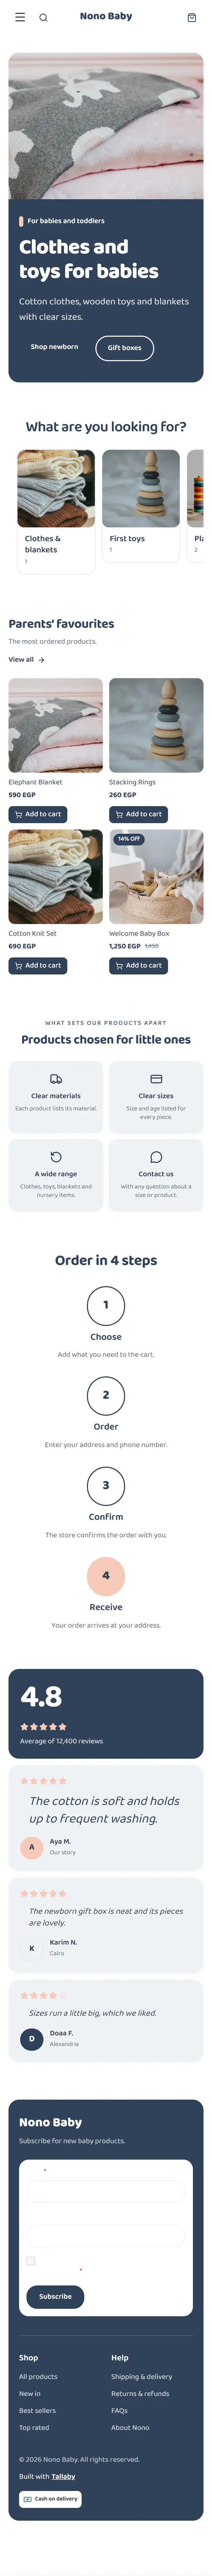 Nono Baby
For babies and toddlers
Clothes and
toys for babies
Cotton clothes, wooden toys and blankets
with clear sizes.
Shop newborn
Gift boxes
What are you looking for?
Clothes &
blankets
1
First toys
1
Pla
2
Parents' favourites
The most ordered products.
View all
Elephant Blanket
590 EGP
Add to cart
Stacking Rings
260 EGP
Add to cart
Cotton Knit Set
690 EGP
Add to cart
14% Off
Welcome Baby Box
1,250 EGP 1,450
Add to cart
WHAT SETS OUR PRODUCTS APART
Products chosen for little ones
Clear materials
Each product lists its material.
Clear sizes
Size and age listed for
every piece.
A wide range
Clothes, toys, blankets and
nursery items.
Contact us
With any question about a
size or product.
Order in 4 steps
1
Choose
Add what you need to the cart.
2
Order
Enter your address and phone number.
3
Confirm
The store confirms the order with you.
4
Receive
Your order arrives at your address.
4.8
Average of 12,400 reviews
The cotton is soft and holds
up to frequent washing.
A
Aya M.
Our story
The newborn gift box is neat and its pieces
are lovely.
K
Karim N.
Cairo
Sizes run a little big, which we liked.
D
Doaa F.
Alexandria
Nono Baby
Subscribe for new baby products.
*
*
Subscribe
Shop
All products
New in
Best sellers
Top rated
Help
Shipping & delivery
Returns & refunds
FAQs
About Nono
© 2026 Nono Baby. All rights reserved.
Built with Tallaby
Cash on delivery